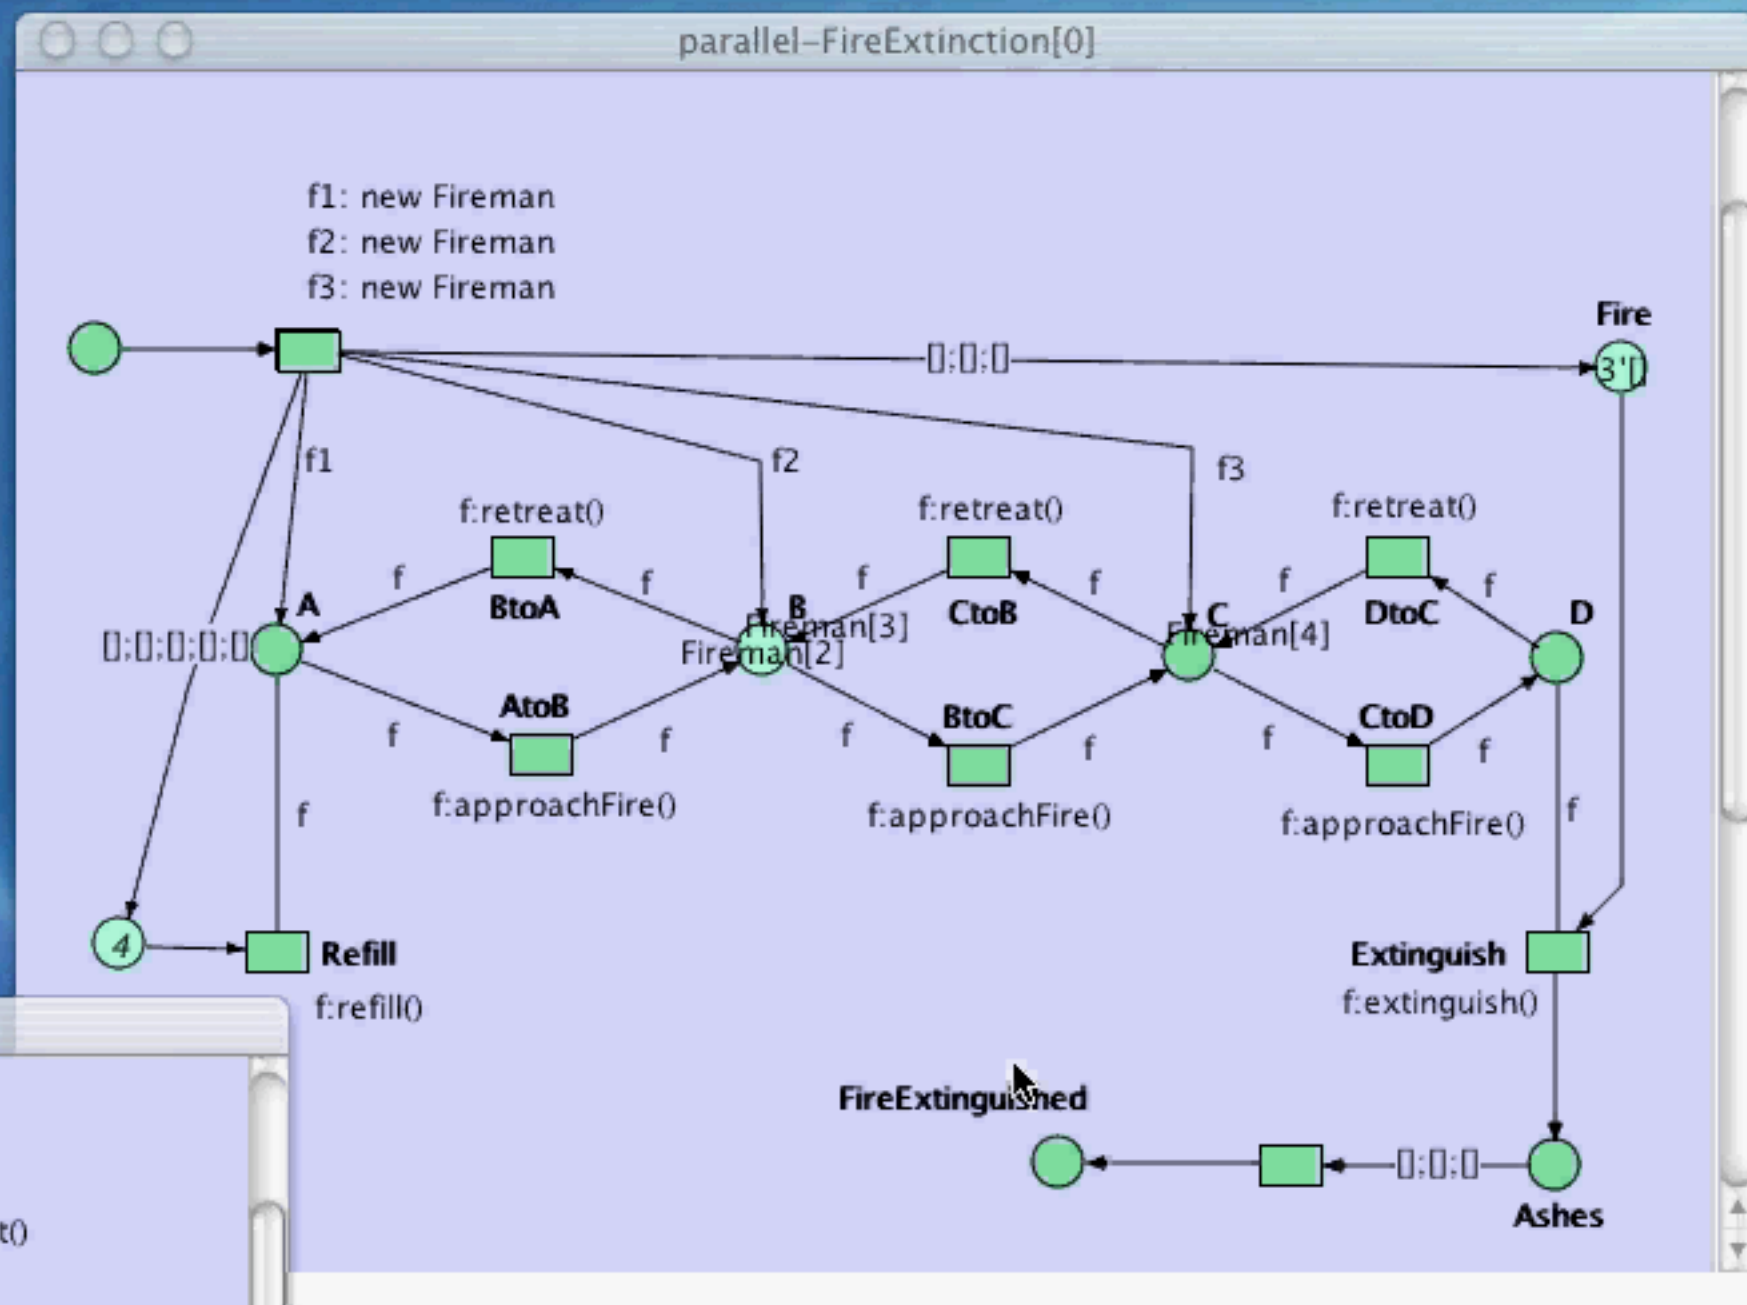 parallel-FireExtinction[0]
f1: new Fireman
f2: new Fireman
f3: new Fireman
Fire
[];[];[]
3'[]
f1
f2
f3
f:retreat()
f:retreat()
f:retreat()
f
f
f
f
f
f
A
BtoA
B
CtoB
C
DtoC
D
Fireman[3]
Fireman[4]
[];[];[];[];[]
Fireman[2]
AtoB
BtoC
CtoD
f
f
f
f
f
f
f:approachFire()
f:approachFire()
f:approachFire()
f
f
4
Refill
Extinguish
f:refill()
f:extinguish()
FireExtinguished
[];[];[]
Ashes
t()